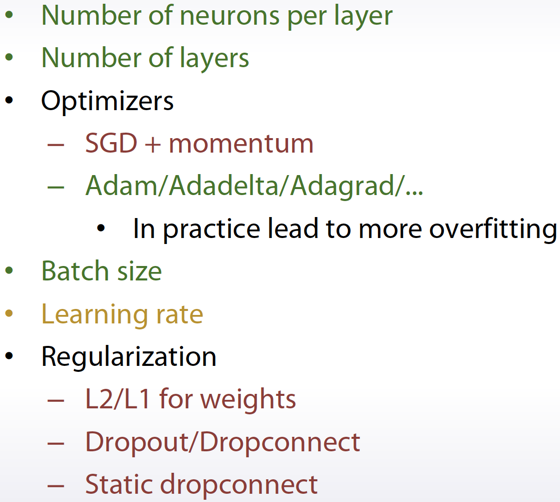 • Number of neurons per layer
• Number of layers
• Optimizers
– SGD + momentum
– Adam/Adadelta/Adagrad/...
• In practice lead to more overfitting
• Batch size
• Learning rate
• Regularization
– L2/L1 for weights
– Dropout/Dropconnect
– Static dropconnect